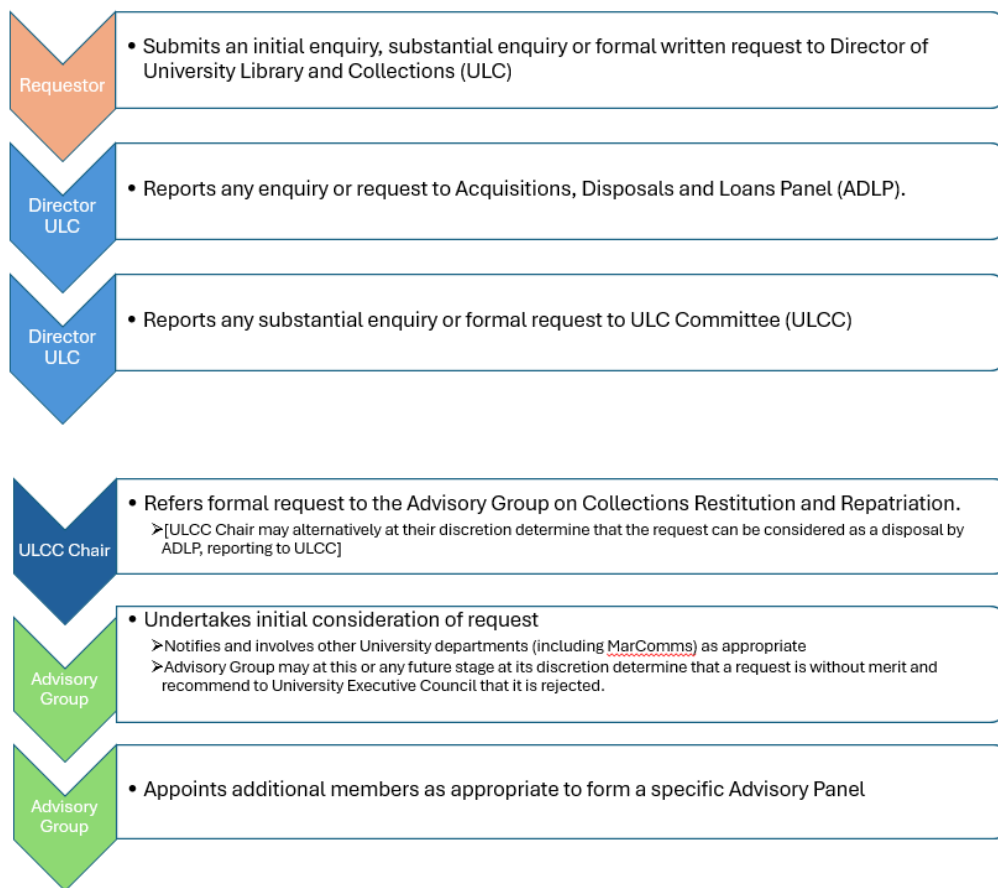 Requestor
• Submits an initial enquiry, substantial enquiry or formal written request to Director of
University Library and Collections (ULC)
Director
ULC
• Reports any enquiry or request to Acquisitions, Disposals and Loans Panel (ADLP).
Director
ULC
• Reports any substantial enquiry or formal request to ULC Committee (ULCC)
ULCC Chair
• Refers formal request to the Advisory Group on Collections Restitution and Repatriation.
➢[ULCC Chair may alternatively at their discretion determine that the request can be considered as a disposal by
ADLP, reporting to ULCC]
Advisory
Group
• Undertakes initial consideration of request
➢Notifies and involves other University departments (including MarComms) as appropriate
➢Advisory Group may at this or any future stage at its discretion determine that a request is without merit and
recommend to University Executive Council that it is rejected.
Advisory
Group
• Appoints additional members as appropriate to form a specific Advisory Panel